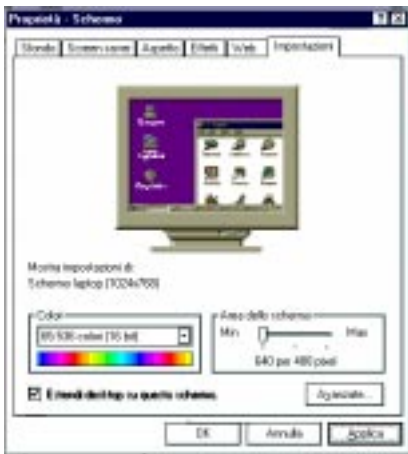 Proprietà - Schermo
Sfondo Screen saver Aspetto Effetti Web Impostazioni
Mostra impostazioni di:
Schermo laptop (1024x768)
Colori
65.536 colori (16 bit)
Area dello schermo
Min Max
640 per 480 pixel
Estendi desktop su questo schermo.
Avanzate...
OK Annulla Applica